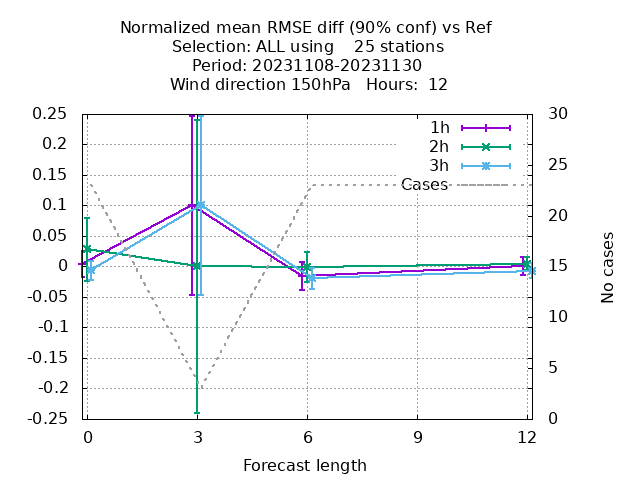 Normalized mean RMSE diff (90% conf) vs Ref
Selection: ALL using    25 stations
Period: 20231108-20231130
Wind direction 150hPa   Hours:  12
0.25
0.2
0.15
0.1
0.05
0
-0.05
-0.1
-0.15
-0.2
-0.25
30
25
20
15
10
5
0
1h
2h
3h
Cases
No cases
0
3
6
9
12
Forecast length